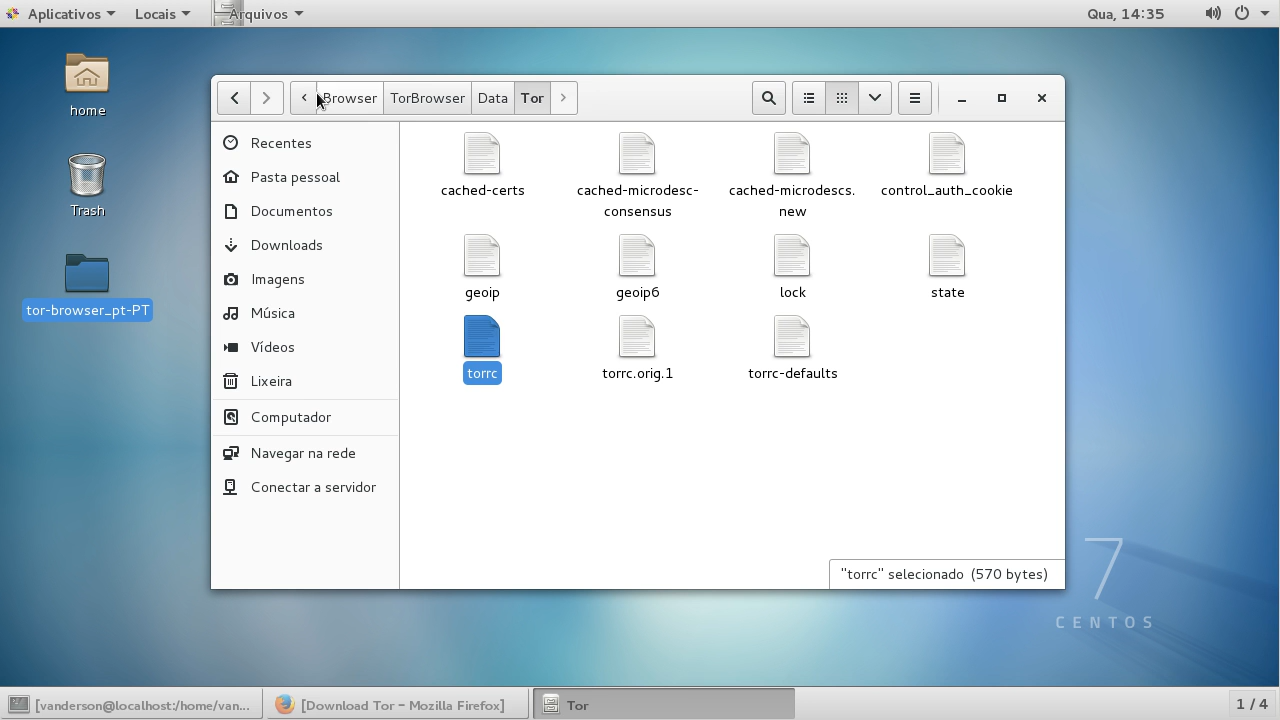 Aplicativos Locais Arquivos Qua, 14:35
home
Trash
tor-browser_pt-PT
Browser TorBrowser Data Tor
Recentes
Pasta pessoal
Documentos
Downloads
Imagens
Música
Vídeos
Lixeira
Computador
Navegar na rede
Conectar a servidor
cached-certs
cached-microdesc-
consensus
cached-microdescs.
new
control_auth_cookie
geoip
geoip6
lock
state
torrc
torrc.orig.1
torrc-defaults
"torrc" selecionado (570 bytes)
7
CENTOS
[vanderson@localhost:/home/van... [Download Tor – Mozilla Firefox] Tor 1 / 4